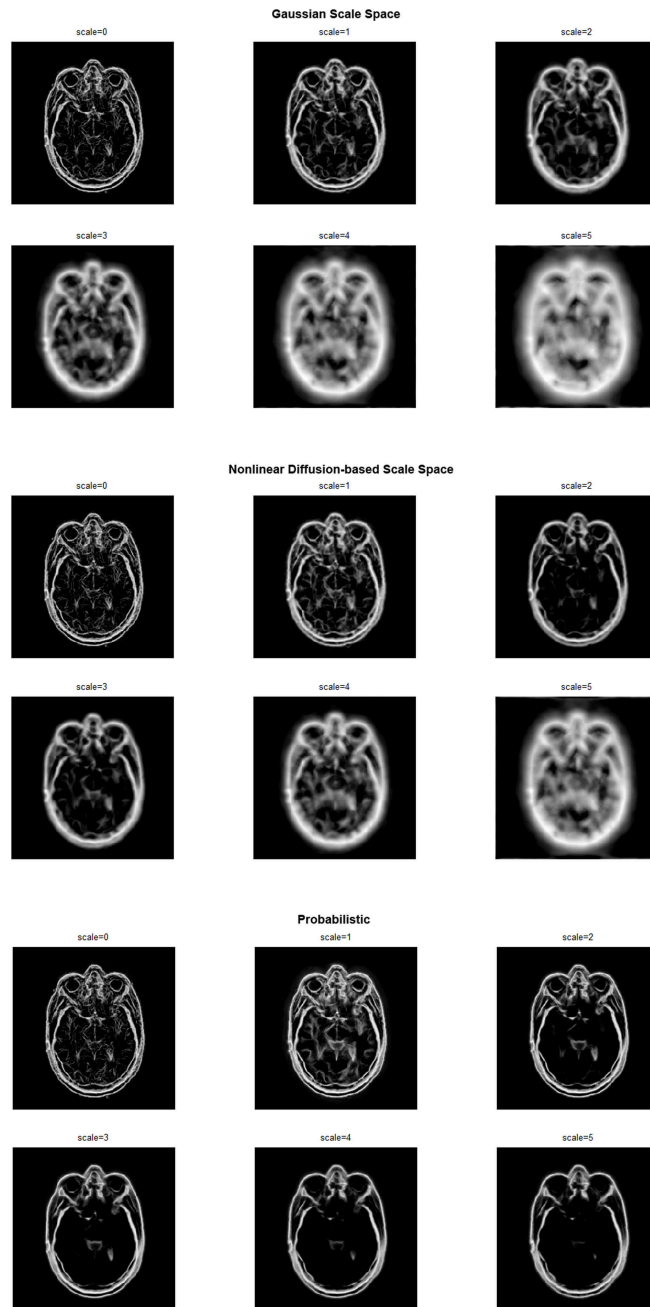 Gaussian Scale Space
scale=0 scale=1 scale=2
scale=3 scale=4 scale=5
Nonlinear Diffusion-based Scale Space
scale=0 scale=1 scale=2
scale=3 scale=4 scale=5
Probabilistic
scale=0 scale=1 scale=2
scale=3 scale=4 scale=5